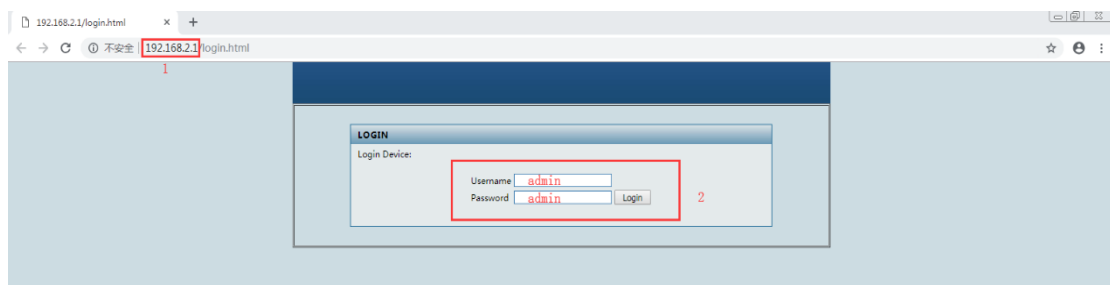 192.168.2.1/login.html
不安全 192.168.2.1/login.html
1
LOGIN
Login Device:
Username admin
Password admin Login 2